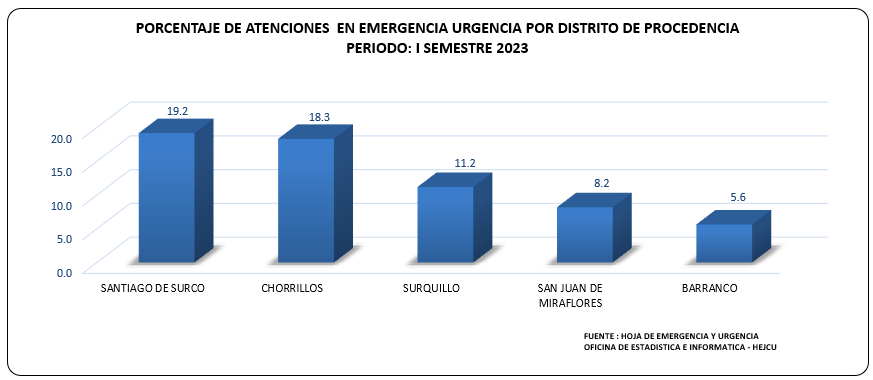 PORCENTAJE DE ATENCIONES EN EMERGENCIA URGENCIA POR DISTRITO DE PROCEDENCIA
PERIODO: I SEMESTRE 2023
19.2
18.3
11.2
8.2
5.6
20.0
15.0
10.0
5.0
0.0
SANTIAGO DE SURCO
CHORRILLOS
SURQUILLO
SAN JUAN DE
MIRAFLORES
BARRANCO
FUENTE : HOJA DE EMERGENCIA Y URGENCIA
OFICINA DE ESTADISTICA E INFORMATICA - HEJCU